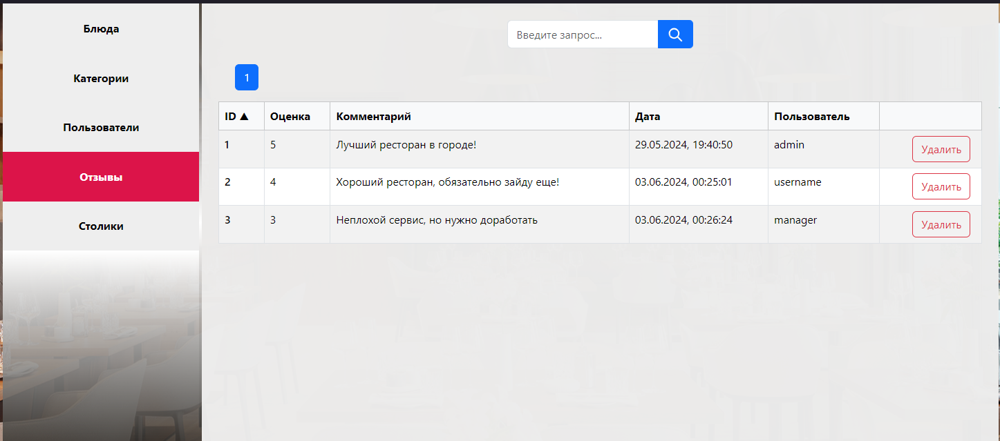 Блюда
Категории
Пользователи
Отзывы
Столики
Введите запрос...
1
ID ▲ Оценка Комментарий Дата Пользователь
1 5 Лучший ресторан в городе! 29.05.2024, 19:40:50 admin Удалить
2 4 Хороший ресторан, обязательно зайду еще! 03.06.2024, 00:25:01 username Удалить
3 3 Неплохой сервис, но нужно доработать 03.06.2024, 00:26:24 manager Удалить